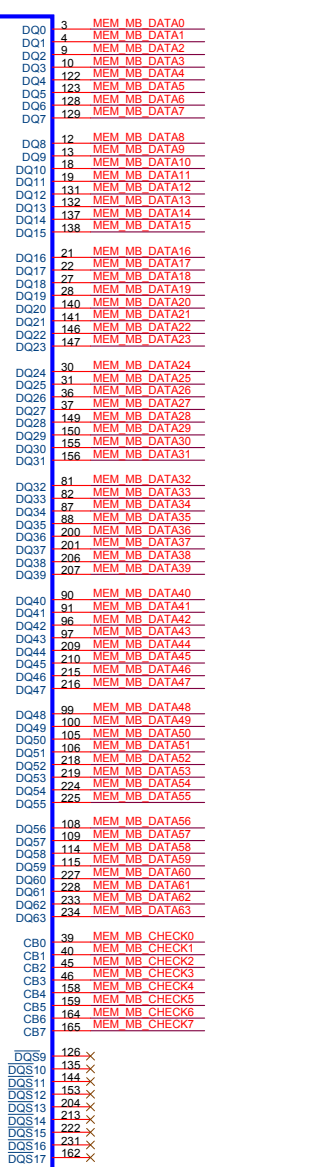 DQ0 3 MEM_MB_DATA0
DQ1 4 MEM_MB_DATA1
DQ2 9 MEM_MB_DATA2
DQ3 10 MEM_MB_DATA3
DQ4 122 MEM_MB_DATA4
DQ5 123 MEM_MB_DATA5
DQ6 128 MEM_MB_DATA6
DQ7 129 MEM_MB_DATA7
DQ8 12 MEM_MB_DATA8
DQ9 13 MEM_MB_DATA9
DQ10 18 MEM_MB_DATA10
DQ11 19 MEM_MB_DATA11
DQ12 131 MEM_MB_DATA12
DQ13 132 MEM_MB_DATA13
DQ14 137 MEM_MB_DATA14
DQ15 138 MEM_MB_DATA15
DQ16 21 MEM_MB_DATA16
DQ17 22 MEM_MB_DATA17
DQ18 27 MEM_MB_DATA18
DQ19 28 MEM_MB_DATA19
DQ20 140 MEM_MB_DATA20
DQ21 141 MEM_MB_DATA21
DQ22 146 MEM_MB_DATA22
DQ23 147 MEM_MB_DATA23
DQ24 30 MEM_MB_DATA24
DQ25 31 MEM_MB_DATA25
DQ26 36 MEM_MB_DATA26
DQ27 37 MEM_MB_DATA27
DQ28 149 MEM_MB_DATA28
DQ29 150 MEM_MB_DATA29
DQ30 155 MEM_MB_DATA30
DQ31 156 MEM_MB_DATA31
DQ32 81 MEM_MB_DATA32
DQ33 82 MEM_MB_DATA33
DQ34 87 MEM_MB_DATA34
DQ35 88 MEM_MB_DATA35
DQ36 200 MEM_MB_DATA36
DQ37 201 MEM_MB_DATA37
DQ38 206 MEM_MB_DATA38
DQ39 207 MEM_MB_DATA39
DQ40 90 MEM_MB_DATA40
DQ41 91 MEM_MB_DATA41
DQ42 96 MEM_MB_DATA42
DQ43 97 MEM_MB_DATA43
DQ44 209 MEM_MB_DATA44
DQ45 210 MEM_MB_DATA45
DQ46 215 MEM_MB_DATA46
DQ47 216 MEM_MB_DATA47
DQ48 99 MEM_MB_DATA48
DQ49 100 MEM_MB_DATA49
DQ50 105 MEM_MB_DATA50
DQ51 106 MEM_MB_DATA51
DQ52 218 MEM_MB_DATA52
DQ53 219 MEM_MB_DATA53
DQ54 224 MEM_MB_DATA54
DQ55 225 MEM_MB_DATA55
DQ56 108 MEM_MB_DATA56
DQ57 109 MEM_MB_DATA57
DQ58 114 MEM_MB_DATA58
DQ59 115 MEM_MB_DATA59
DQ60 227 MEM_MB_DATA60
DQ61 228 MEM_MB_DATA61
DQ62 233 MEM_MB_DATA62
DQ63 234 MEM_MB_DATA63
CB0 39 MEM_MB_CHECK0
CB1 40 MEM_MB_CHECK1
CB2 45 MEM_MB_CHECK2
CB3 46 MEM_MB_CHECK3
CB4 158 MEM_MB_CHECK4
CB5 159 MEM_MB_CHECK5
CB6 164 MEM_MB_CHECK6
CB7 165 MEM_MB_CHECK7
DQS9 126
DQS10 135
DQS11 144
DQS12 153
DQS13 204
DQS14 213
DQS15 222
DQS16 231
DQS17 162